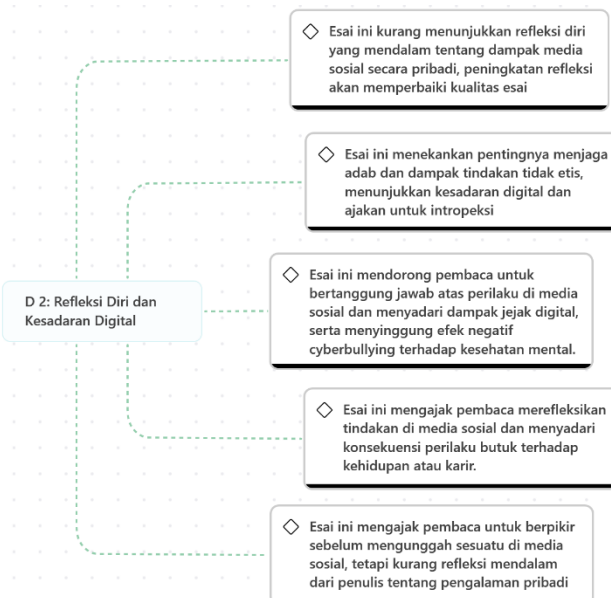 Esai ini kurang menunjukkan refleksi diri
yang mendalam tentang dampak media
sosial secara pribadi, peningkatan refleksi
akan memperbaiki kualitas esai
Esai ini menekankan pentingnya menjaga
adab dan dampak tindakan tidak etis,
menunjukkan kesadaran digital dan
ajakan untuk intropeksi
D 2: Refleksi Diri dan
Kesadaran Digital
Esai ini mendorong pembaca untuk
bertanggung jawab atas perilaku di media
sosial dan menyadari dampak jejak digital,
serta menyinggung efek negatif
cyberbullying terhadap kesehatan mental.
Esai ini mengajak pembaca merefleksikan
tindakan di media sosial dan menyadari
konsekuensi perilaku butuk terhadap
kehidupan atau karir.
Esai ini mengajak pembaca untuk berpikir
sebelum mengunggah sesuatu di media
sosial, tetapi kurang refleksi mendalam
dari penulis tentang pengalaman pribadi